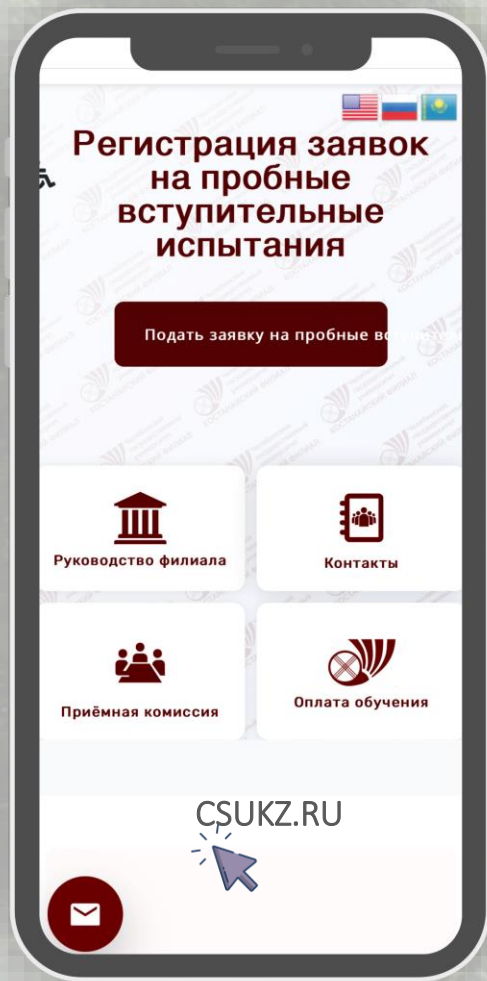 Регистрация заявок
на пробные
вступительные
испытания
Подать заявку на пробные
Руководство филиала
Контакты
Приёмная комиссия
Оплата обучения
CSUKZ.RU